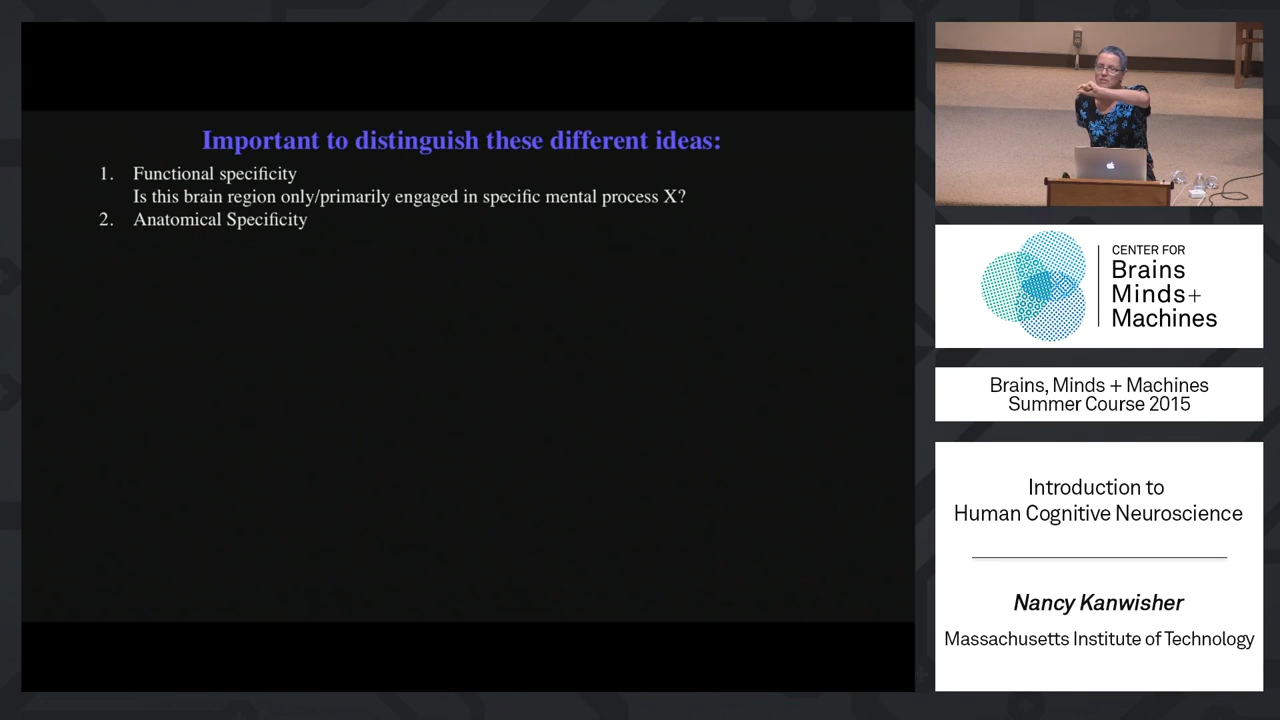 Important to distinguish these different ideas:
1. Functional specificity
Is this brain region only/primarily engaged in specific mental process X?
2. Anatomical Specificity
CENTER FOR
Brains
Minds+
Machines
Brains, Minds + Machines
Summer Course 2015
Introduction to
Human Cognitive Neuroscience
Nancy Kanwisher
Massachusetts Institute of Technology